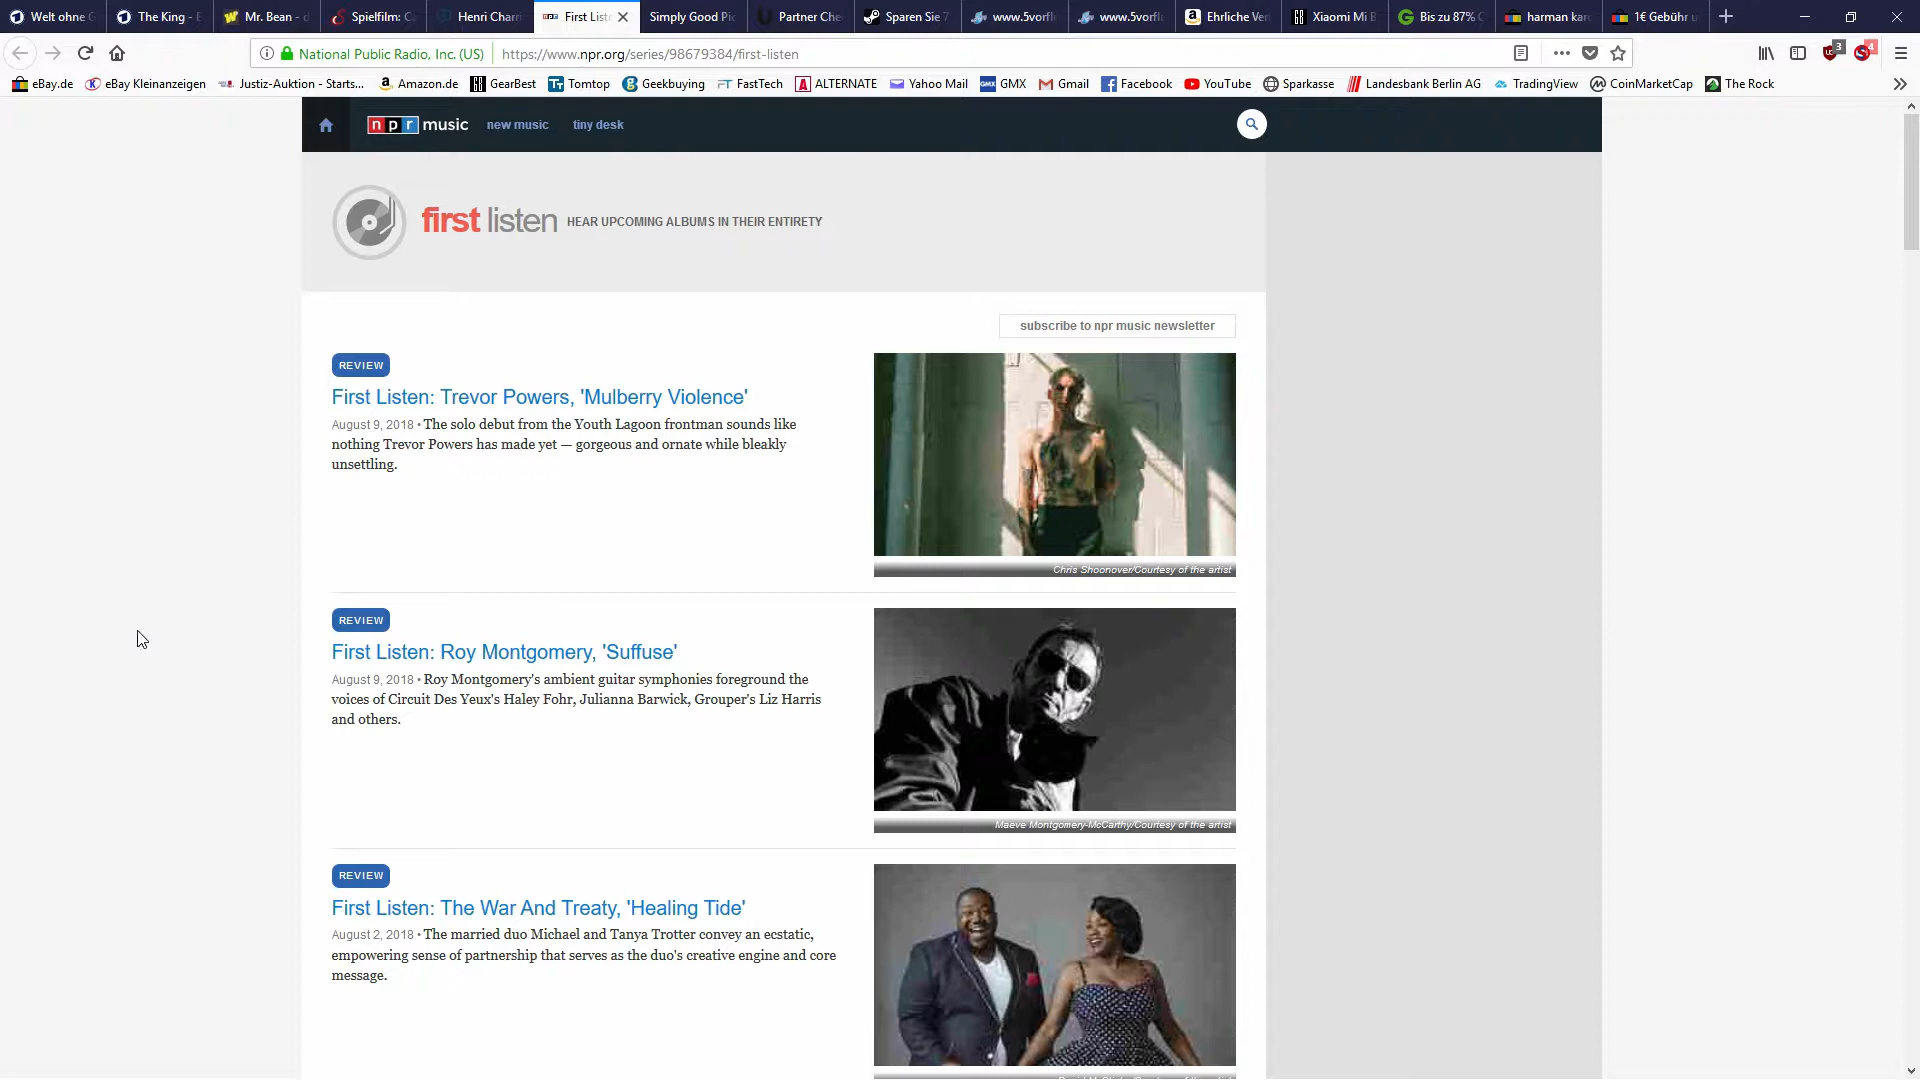 Welt ohne
The King - E
Mr. Bean - d
Spielfilm: C
Henri Charri
First List
Simply Good Pic
Partner Che
Sparen Sie 7
www.5vorfl
www.5vorfl
Ehrliche Ver
Xiaomi Mi B
Bis zu 87%
harman kard
1€ Gebühr
National Public Radio, Inc. (US)
https://www.npr.org/series/98679384/first-listen
3
4
eBay.de
eBay Kleinanzeigen
Justiz-Auktion - Starts...
Amazon.de
GearBest
Tomtop
Geekbuying
FastTech
ALTERNATE
Yahoo Mail
GMX
Gmail
Facebook
YouTube
Sparkasse
Landesbank Berlin AG
TradingView
CoinMarketCap
The Rock
npr music
new music
tiny desk
first listen HEAR UPCOMING ALBUMS IN THEIR ENTIRETY
subscribe to npr music newsletter
REVIEW
First Listen: Trevor Powers, 'Mulberry Violence'
August 9, 2018 • The solo debut from the Youth Lagoon frontman sounds like
nothing Trevor Powers has made yet — gorgeous and ornate while bleakly
unsettling.
Chris Shoonover/Courtesy of the artist
REVIEW
First Listen: Roy Montgomery, 'Suffuse'
August 9, 2018 • Roy Montgomery's ambient guitar symphonies foreground the
voices of Circuit Des Yeux's Haley Fohr, Julianna Barwick, Grouper's Liz Harris
and others.
Maeve Montgomery-McCarthy/Courtesy of the artist
REVIEW
First Listen: The War And Treaty, 'Healing Tide'
August 2, 2018 • The married duo Michael and Tanya Trotter convey an ecstatic,
empowering sense of partnership that serves as the duo's creative engine and core
message.